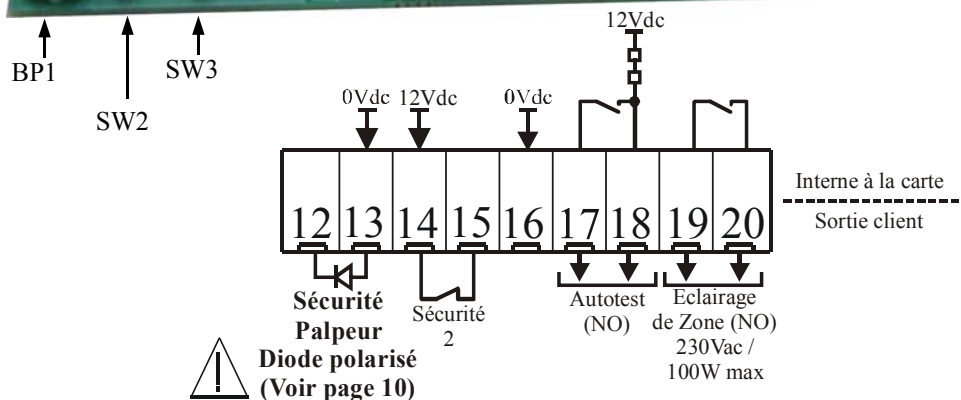 BP1
SW2
SW3
12Vdc
0Vdc 12Vdc 0Vdc
12 13 14 15 16 17 18 19 20
Interne à la carte
Sortie client
Sécurité
Palpeur
Diode polarisé
(Voir page 10)
Sécurité
2
Autotest
(NO)
Eclairage
de Zone (NO)
230Vac /
100W max